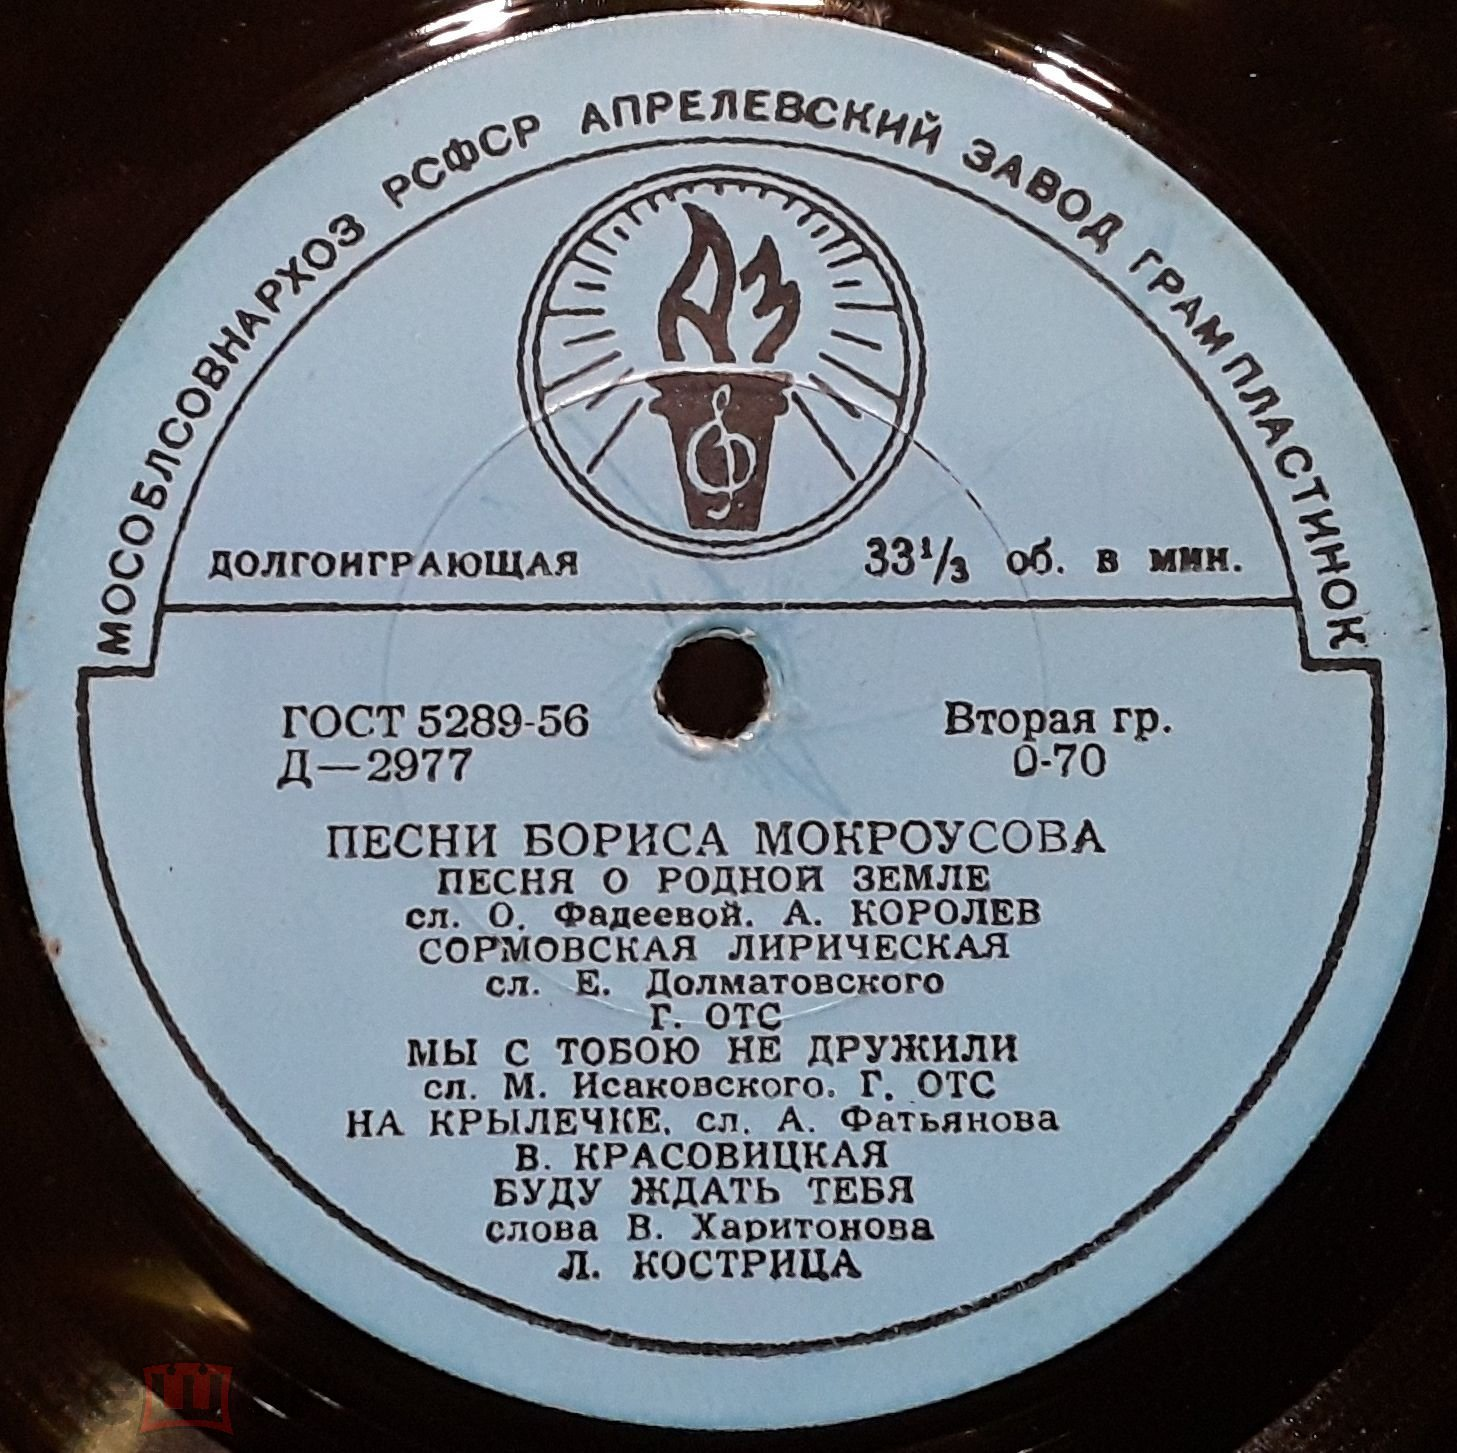 МОСОБЛСОВНАРХОЗ РСФСР АПРЕЛЕВСКИЙ ЗАВОД ГРАМПЛАСТИНОК
АЗ
ДОЛГОИГРАЮЩАЯ 33⅓ об. в мин.
ГОСТ 5289-56 Вторая гр.
Д—2977 0-70
ПЕСНИ БОРИСА МОКРОУСОВА
ПЕСНЯ О РОДНОЙ ЗЕМЛЕ
сл. О. Фадеевой. А. КОРОЛЕВ
СОРМОВСКАЯ ЛИРИЧЕСКАЯ
сл. Е. Долматовского
Г. ОТС
МЫ С ТОБОЮ НЕ ДРУЖИЛИ
сл. М. Исаковского. Г. ОТС
НА КРЫЛЕЧКЕ, сл. А. Фатьянова
В. КРАСОВИЦКАЯ
БУДУ ЖДАТЬ ТЕБЯ
слова В. Харитонова
Л. КОСТРИЦА